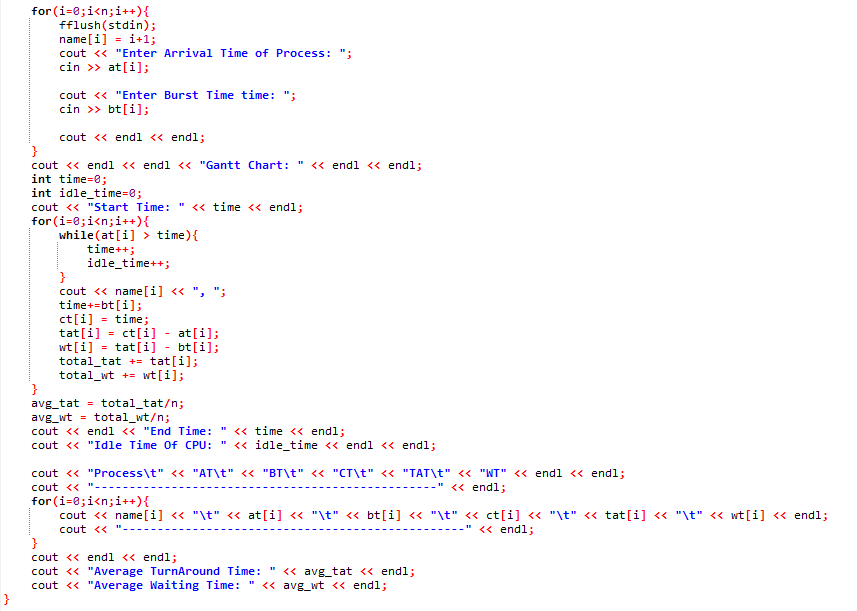 for(i=0;i<n;i++){
fflush(stdin);
name[i] = i+1;
cout << "Enter Arrival Time of Process: ";
cin >> at[i];
cout << "Enter Burst Time time: ";
cin >> bt[i];
cout << endl << endl;
}
cout << endl << endl << "Gantt Chart: " << endl << endl;
int time=0;
int idle_time=0;
cout << "Start Time: " << time << endl;
for(i=0;i<n;i++){
while(at[i] > time){
time++;
idle_time++;
}
cout << name[i] << ", ";
time+=bt[i];
ct[i] = time;
tat[i] = ct[i] - at[i];
wt[i] = tat[i] - bt[i];
total_tat += tat[i];
total_wt += wt[i];
}
avg_tat = total_tat/n;
avg_wt = total_wt/n;
cout << endl << "End Time: " << time << endl;
cout << "Idle Time Of CPU: " << idle_time << endl << endl;
cout << "Process\t" << "AT\t" << "BT\t" << "CT\t" << "TAT\t" << "WT" << endl << endl;
cout << "-------------------------------------------------" << endl;
for(i=0;i<n;i++){
cout << name[i] << "\t" << at[i] << "\t" << bt[i] << "\t" << ct[i] << "\t" << tat[i] << "\t" << wt[i] << endl;
cout << "-------------------------------------------------" << endl;
}
cout << endl << endl;
cout << "Average TurnAround Time: " << avg_tat << endl;
cout << "Average Waiting Time: " << avg_wt << endl;
}